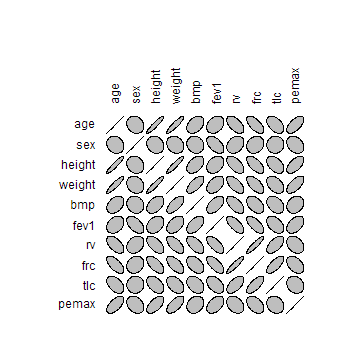 age sex height weight bmp fev1 rv frc tlc pemax
age
sex
height
weight
bmp
fev1
rv
frc
tlc
pemax